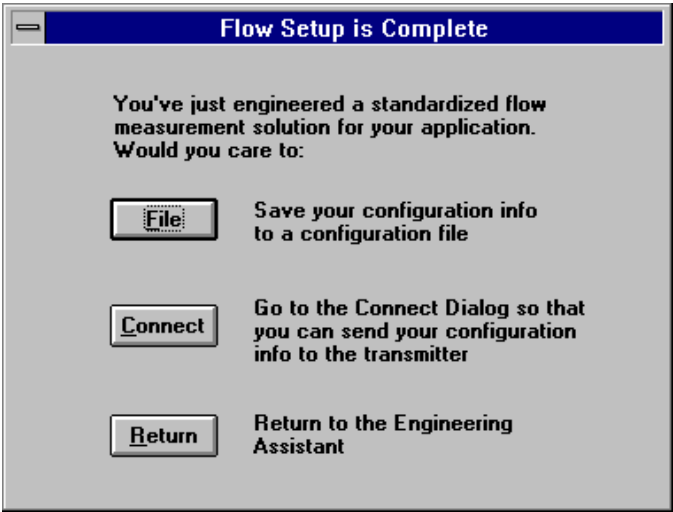 Flow Setup is Complete
You've just engineered a standardized flow
measurement solution for your application.
Would you care to:
File
Save your configuration info
to a configuration file
Connect
Go to the Connect Dialog so that
you can send your configuration
info to the transmitter
Return
Return to the Engineering
Assistant